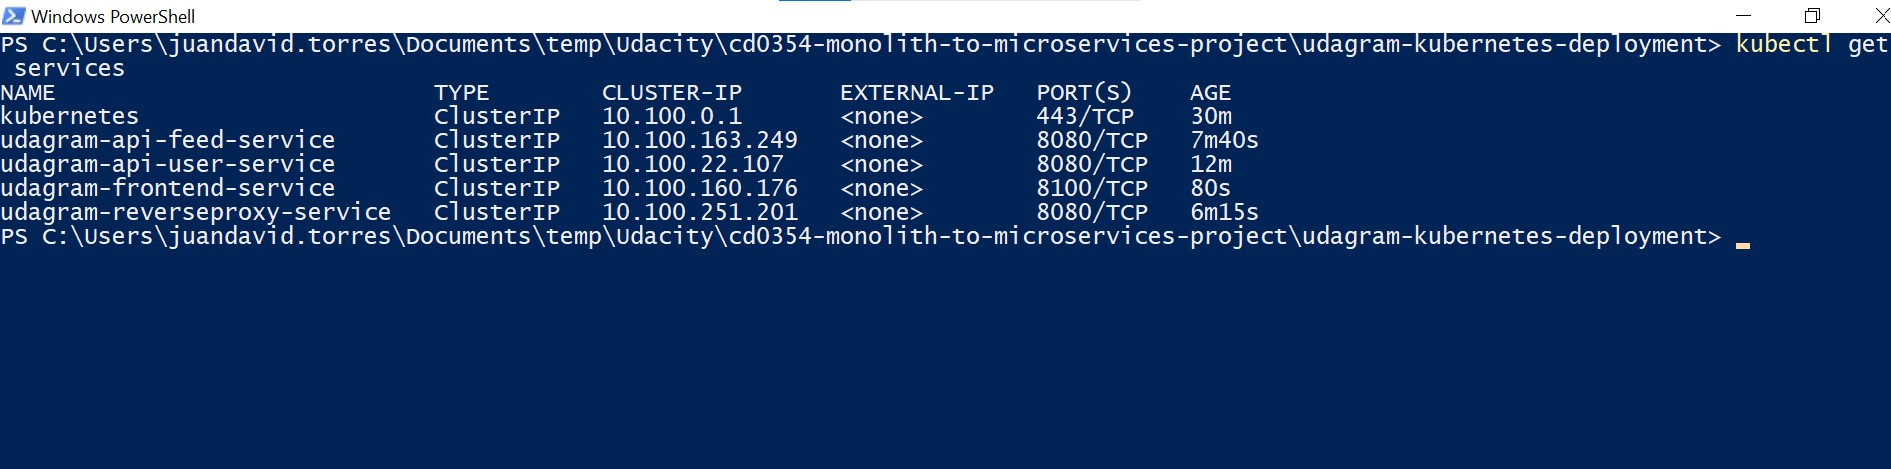 Windows PowerShell
PS C:\Users\juandavid.torres\Documents\temp\Udacity\cd0354-monolith-to-microservices-project\udagram-kubernetes-deployment> kubectl get
services
NAME TYPE CLUSTER-IP EXTERNAL-IP PORT(S) AGE
kubernetes ClusterIP 10.100.0.1 <none> 443/TCP 30m
udagram-api-feed-service ClusterIP 10.100.163.249 <none> 8080/TCP 7m40s
udagram-api-user-service ClusterIP 10.100.22.107 <none> 8080/TCP 12m
udagram-frontend-service ClusterIP 10.100.160.176 <none> 8100/TCP 80s
udagram-reverseproxy-service ClusterIP 10.100.251.201 <none> 8080/TCP 6m15s
PS C:\Users\juandavid.torres\Documents\temp\Udacity\cd0354-monolith-to-microservices-project\udagram-kubernetes-deployment>